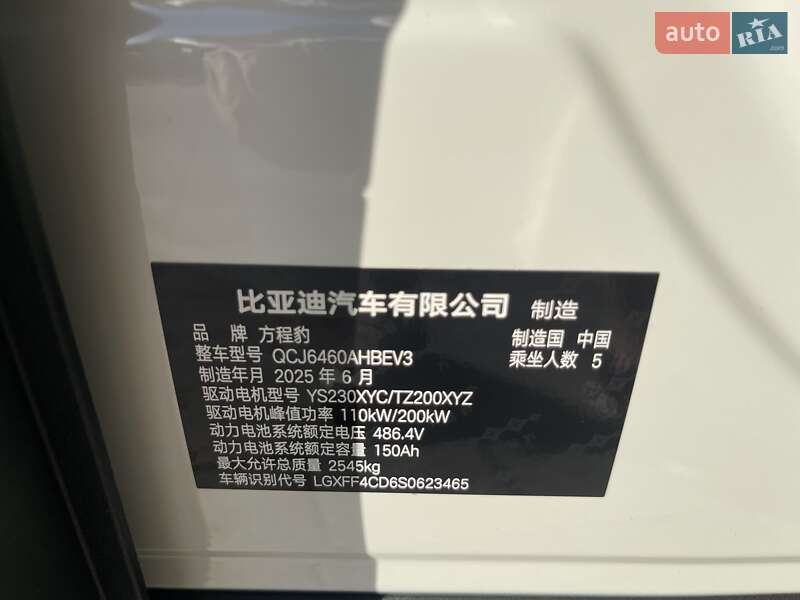 auto RIA .com
比亚迪汽车有限公司 制造
品 牌 方程豹 制造国 中国
整车型号 QCJ6460AHBEV3 乘坐人数 5
制造年月 2025 年 6 月
驱动电机型号 YS230XYC/TZ200XYZ
驱动电机峰值功率 110kW/200kW
动力电池系统额定电压 486.4V
动力电池系统额定容量 150Ah
最大允许总质量 2545kg
车辆识别代号 LGXFF4CD6S0623465